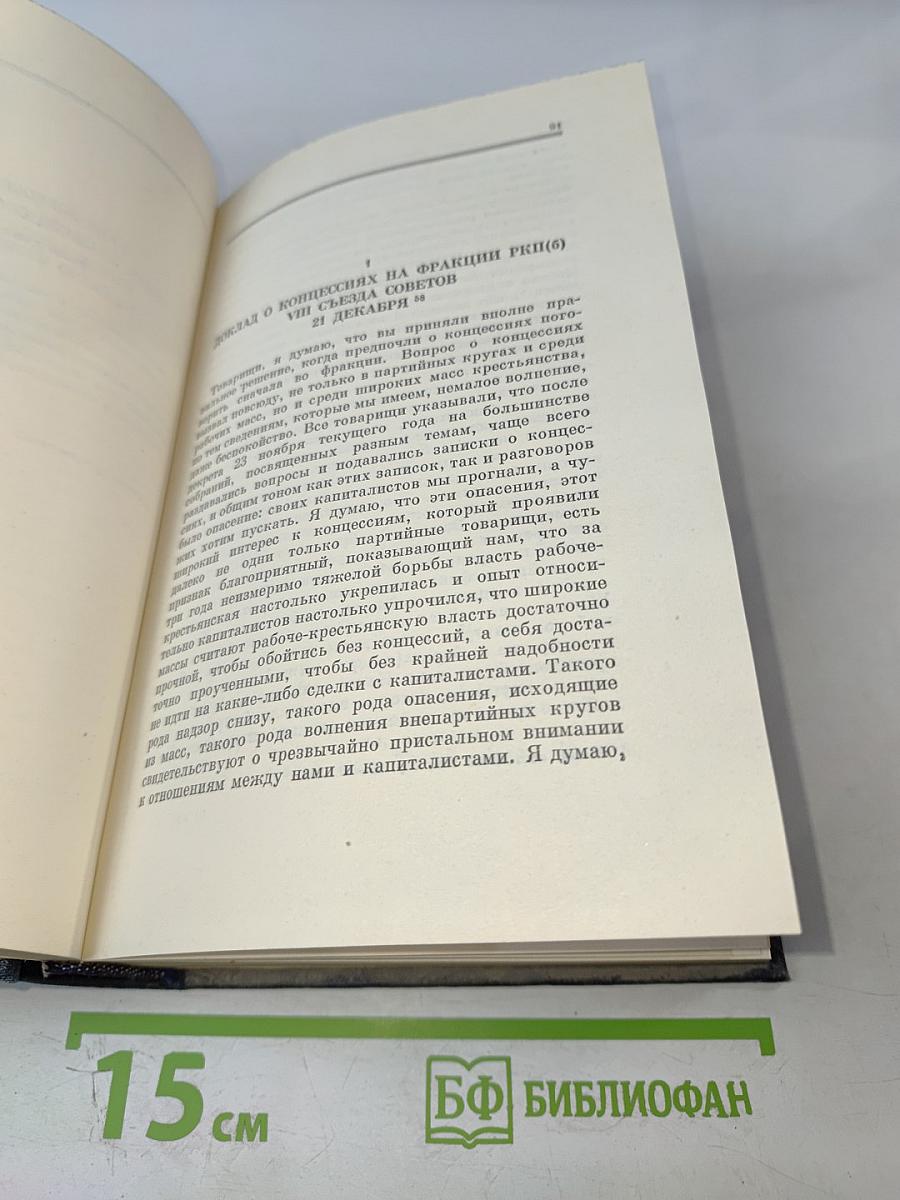 91
1
ДОКЛАД О КОНЦЕССИЯХ НА ФРАКЦИИ РКП(б)
VIII СЪЕЗДА СОВЕТОВ
21 ДЕКАБРЯ 58
Товарищи, я думаю, что вы приняли вполне пра-
вильное решение, когда предпочли о концессиях пого-
ворить сначала во фракции. Вопрос о концессиях
вызвал повсюду, не только в партийных кругах и среди
рабочих масс, но и среди широких масс крестьянства,
по тем сведениям, которые мы имеем, немалое волнение,
даже беспокойство. Все товарищи указывали, что после
декрета 23 ноября текущего года на большинстве
собраний, посвященных разным темам, чаще всего
раздавались вопросы и подавались записки о концес-
сиях, и общим тоном как этих записок, так и разговоров
было опасение: своих капиталистов мы прогнали, а чу-
жих хотим пускать. Я думаю, что эти опасения, этот
широкий интерес к концессиям, который проявили
далеко не одни только партийные товарищи, есть
признак благоприятный, показывающий нам, что за
три года неизмеримо тяжелой борьбы власть рабоче-
крестьянская настолько укрепилась и опыт относи-
тельно капиталистов настолько упрочился, что широкие
массы считают рабоче-крестьянскую власть достаточно
прочной, чтобы обойтись без концессий, а себя доста-
точно проученными, чтобы без крайней надобности
не идти на какие-либо сделки с капиталистами. Такого
рода надзор снизу, такого рода опасения, исходящие
из масс, такого рода волнения внепартийных кругов
свидетельствуют о чрезвычайно пристальном внимании
к отношениям между нами и капиталистами. Я думаю,
15 см
БФ БИБЛИОФАН